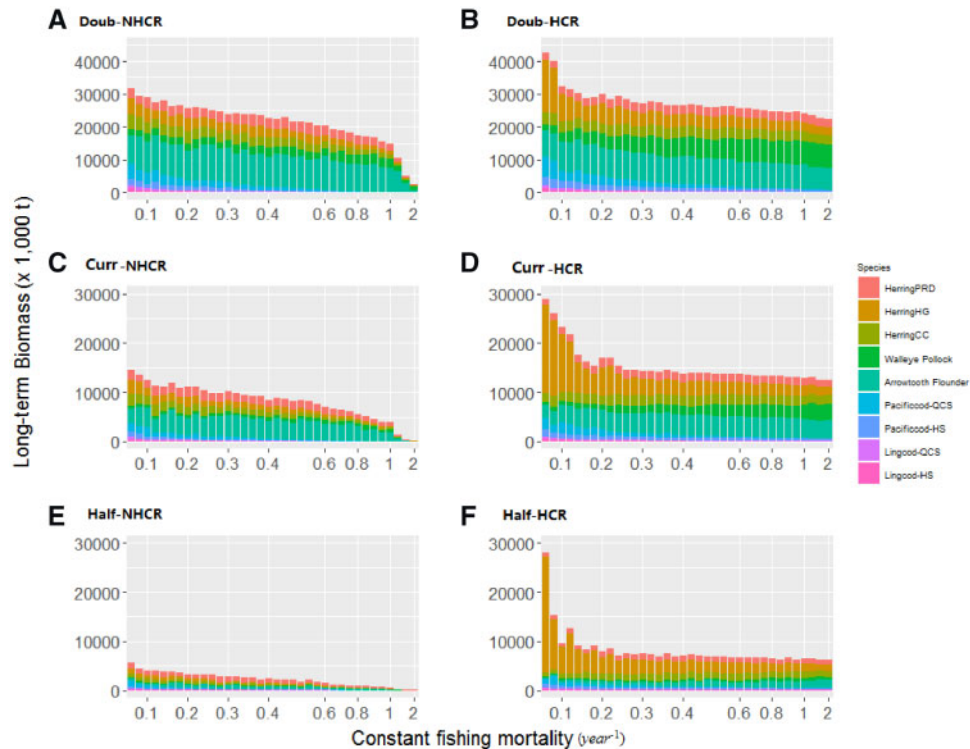 A Doub-NHCR
B Doub-HCR
40000
30000
20000
10000
0
0.1 0.2 0.3 0.4 0.6 0.8 1 2
40000
30000
20000
10000
0
0.1 0.2 0.3 0.4 0.6 0.8 1 2
Long-term Biomass (x 1,000 t)
C Curr -NHCR
D Curr -HCR
30000
20000
10000
0
0.1 0.2 0.3 0.4 0.6 0.8 1 2
30000
20000
10000
0
0.1 0.2 0.3 0.4 0.6 0.8 1 2
Species
HerringPRD
HerringHG
HerringCC
Walleye Pollock
Arrowtooth Flounder
Pacificcod-QCS
Pacificcod-HS
Lingcod-QCS
Lingcod-HS
E Half-NHCR
F Half-HCR
30000
20000
10000
0
0.1 0.2 0.3 0.4 0.6 0.8 1 2
30000
20000
10000
0
0.1 0.2 0.3 0.4 0.6 0.8 1 2
Constant fishing mortality (year⁻¹)